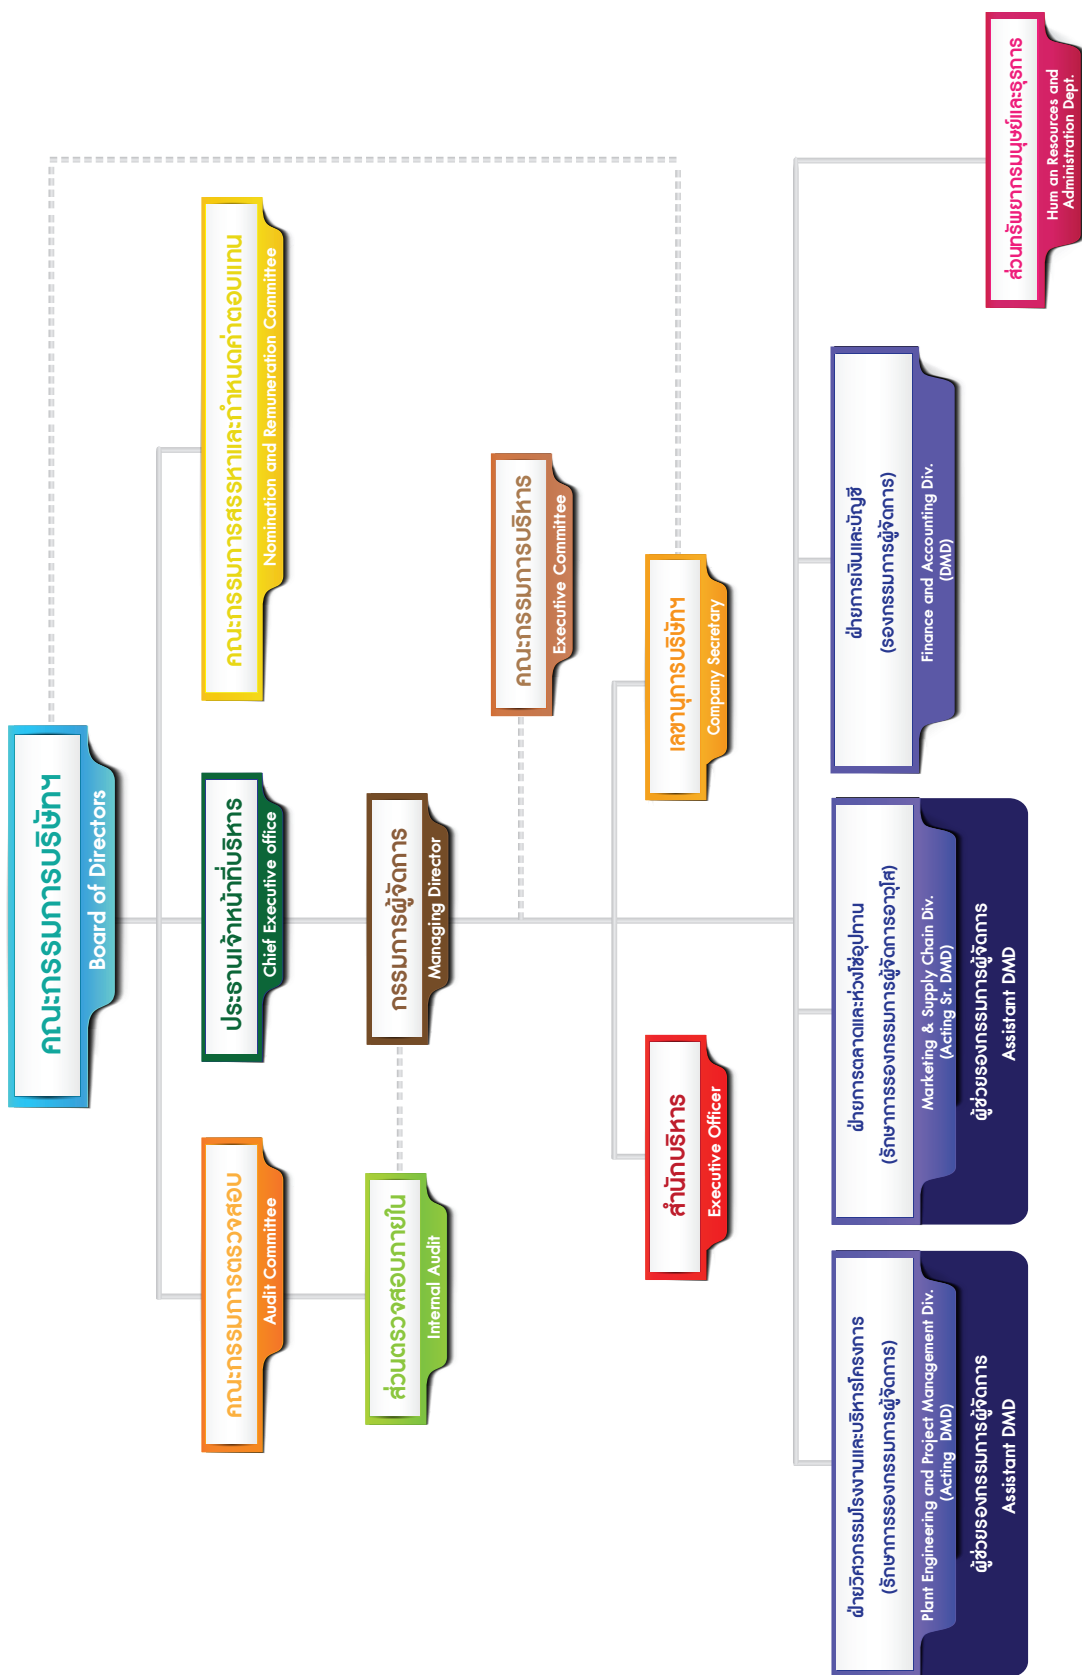 คณะกรรมการบริษัทฯ
Board of Directors
คณะกรรมการตรวจสอบ
Audit Committee
ประธานเจ้าหน้าที่บริหาร
Chief Executive office
คณะกรรมการสรรหาและกำหนดค่าตอบแทน
Nomination and Remuneration Committee
ส่วนตรวจสอบภายใน
Internal Audit
กรรมการผู้จัดการ
Managing Director
คณะกรรมการบริหาร
Executive Committee
สำนักบริหาร
Executive Officer
เลขานุการบริษัทฯ
Company Secretary
ฝ่ายวิศวกรรมโรงงานและบริหารโครงการ
(รักษาการรองกรรมการผู้จัดการ)
Plant Engineering and Project Management Div.
(Acting DMD)
ผู้ช่วยรองกรรมการผู้จัดการ
Assistant DMD
ฝ่ายการตลาดและห่วงโซ่อุปทาน
(รักษาการรองกรรมการผู้จัดการอาวุโส)
Marketing & Supply Chain Div.
(Acting Sr. DMD)
ผู้ช่วยรองกรรมการผู้จัดการ
Assistant DMD
ฝ่ายการเงินและบัญชี
(รองกรรมการผู้จัดการ)
Finance and Accounting Div.
(DMD)
ส่วนทรัพยากรมนุษย์และธุรการ
Hum an Resources and
Administration Dept.